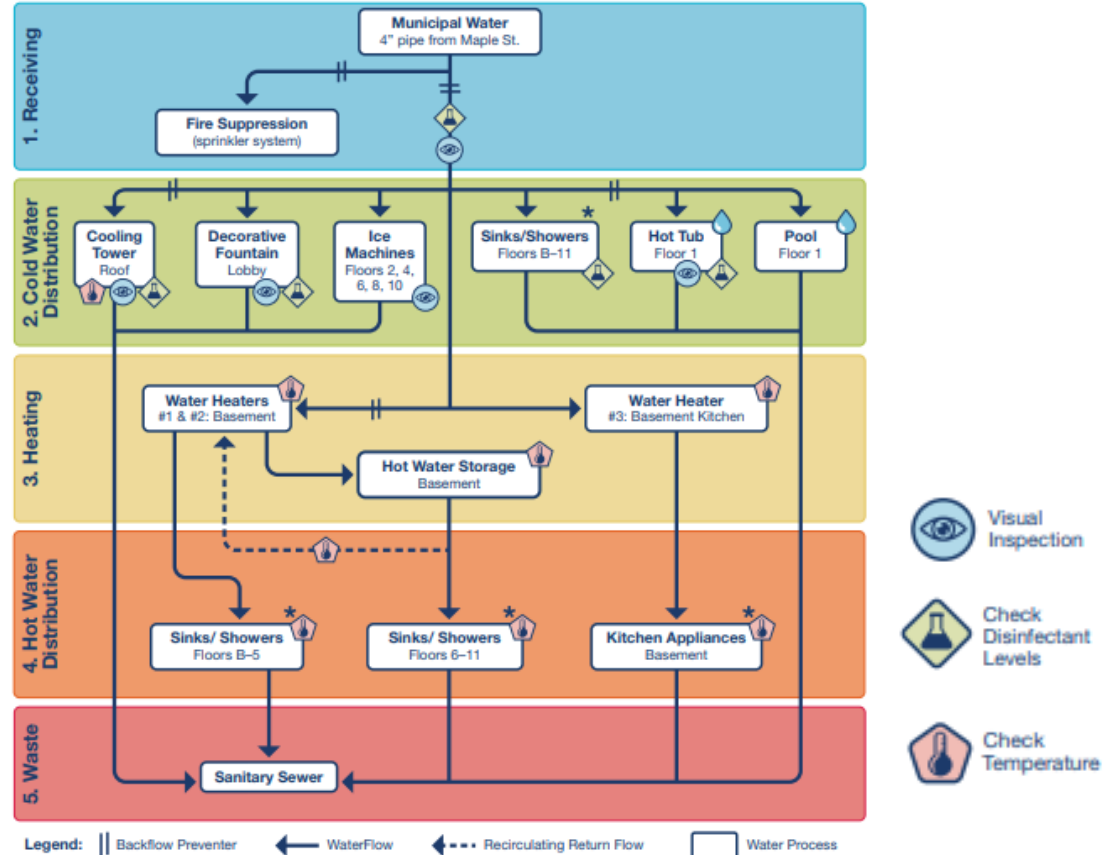 1. Receiving
Municipal Water
4” pipe from Maple St.
Fire Suppression
(sprinkler system)
2. Cold Water
Distribution
Cooling
Tower
Roof
Decorative
Fountain
Lobby
Ice
Machines
Floors 2, 4,
6, 8, 10
*
Sinks/Showers
Floors B–11
Hot Tub
Floor 1
Pool
Floor 1
3. Heating
Water Heaters
#1 & #2: Basement
Water Heater
#3: Basement Kitchen
Hot Water Storage
Basement
4. Hot Water
Distribution
*
Sinks/ Showers
Floors B–5
*
Sinks/ Showers
Floors 6–11
*
Kitchen Appliances
Basement
5. Waste
Sanitary Sewer
Visual
Inspection
Check
Disinfectant
Levels
Check
Temperature
Legend: Backflow Preventer WaterFlow Recirculating Return Flow Water Process